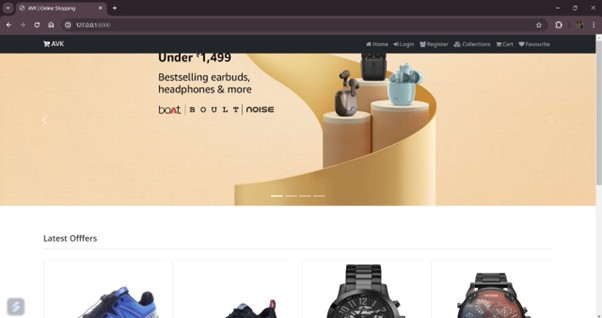 AVK | Online Shopping
127.0.0.1:8000
AVK
Home Login Register Collections Cart Favourite
Under ₹1,499
Bestselling earbuds,
headphones & more
boAt | BOULT | NOISE
Latest Offfers